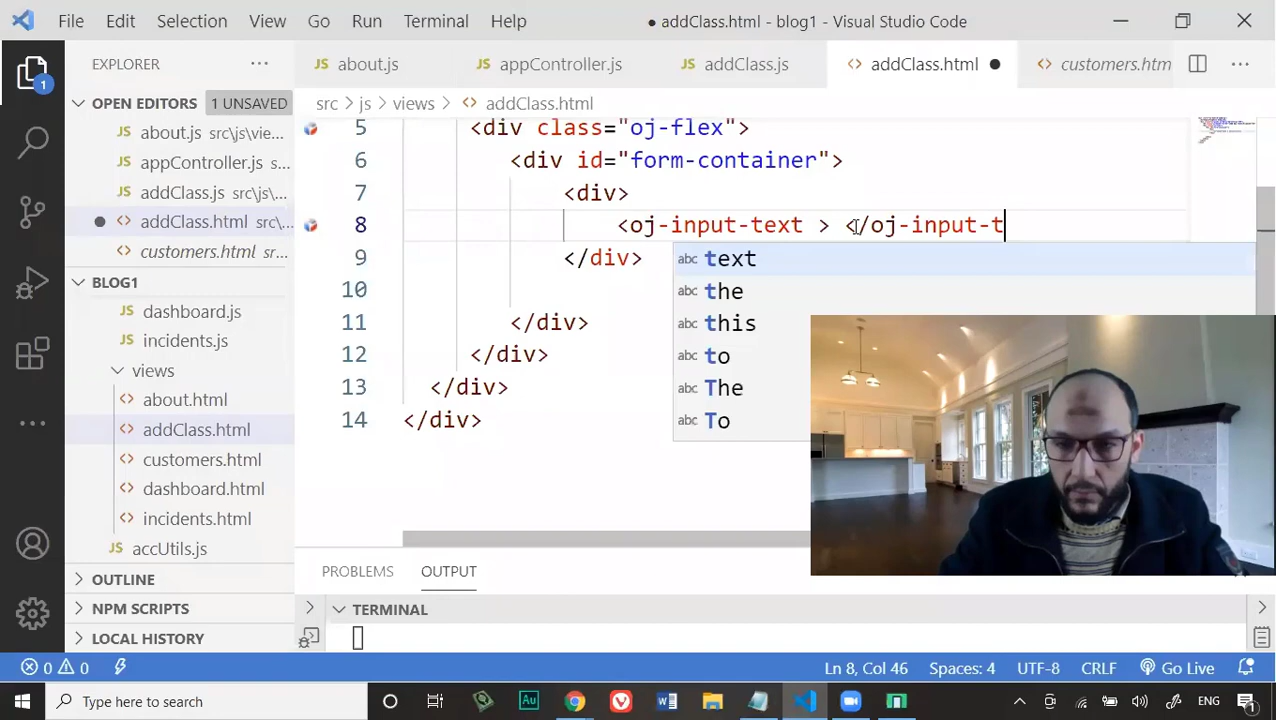 File Edit Selection View Go Run Terminal Help ● addClass.html - blog1 - Visual Studio Code
EXPLORER ···
about.js appController.js addClass.js addClass.html ● customers.htm ···
OPEN EDITORS 1 UNSAVED
src > js > views > addClass.html
about.js src\js\vie...
appController.js s...
addClass.js src\js\...
addClass.html src\...
customers.html sr...
BLOG1
dashboard.js
incidents.js
views
about.html
addClass.html
customers.html
dashboard.html
incidents.html
accUtils.js
OUTLINE
NPM SCRIPTS
LOCAL HISTORY
5 <div class="oj-flex">
6 <div id="form-container">
7 <div>
8 <oj-input-text > </oj-input-t
9 </div>
10
11 </div>
12 </div>
13 </div>
14 </div>
abc text
abc the
abc this
abc to
abc The
abc To
PROBLEMS OUTPUT
TERMINAL
0 0 Ln 8, Col 46 Spaces: 4 UTF-8 CRLF HTML Go Live
1
Type here to search
Au
ENG
1